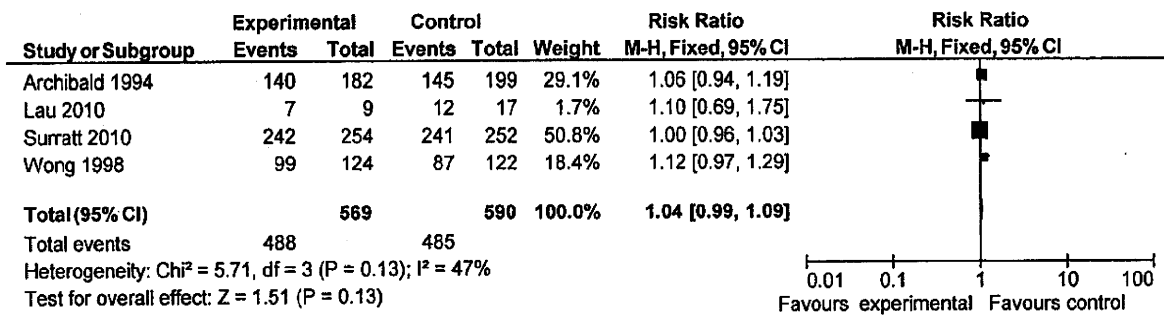 Experimental Control Risk Ratio Risk Ratio
Study or Subgroup Events Total Events Total Weight M-H, Fixed, 95% CI M-H, Fixed, 95% CI
Archibald 1994 140 182 145 199 29.1% 1.06 [0.94, 1.19]
Lau 2010 7 9 12 17 1.7% 1.10 [0.69, 1.75]
Surratt 2010 242 254 241 252 50.8% 1.00 [0.96, 1.03]
Wong 1998 99 124 87 122 18.4% 1.12 [0.97, 1.29]
Total (95% CI) 569 590 100.0% 1.04 [0.99, 1.09]
Total events 488 485
Heterogeneity: Chi² = 5.71, df = 3 (P = 0.13); I² = 47%
Test for overall effect: Z = 1.51 (P = 0.13)
0.01 0.1 1 10 100
Favours experimental Favours control